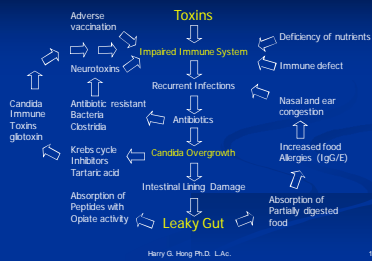 Toxins
Adverse
vaccination
Deficiency of nutrients
Impaired Immune System
Neurotoxins
Immune defect
Recurrent Infections
Candida
Immune
Toxins
gliotoxin
Antibiotic resistant
Bacteria
Clostridia
Nasal and ear
congestion
Antibiotics
Krebs cycle
Inhibitors
Tartaric acid
Candida Overgrowth
Increased food
Allergies (IgG/E)
Intestinal Lining Damage
Absorption of
Peptides with
Opiate activity
Leaky Gut
Absorption of
Partially digested
food
Harry G. Hong Ph.D. L.Ac.
1